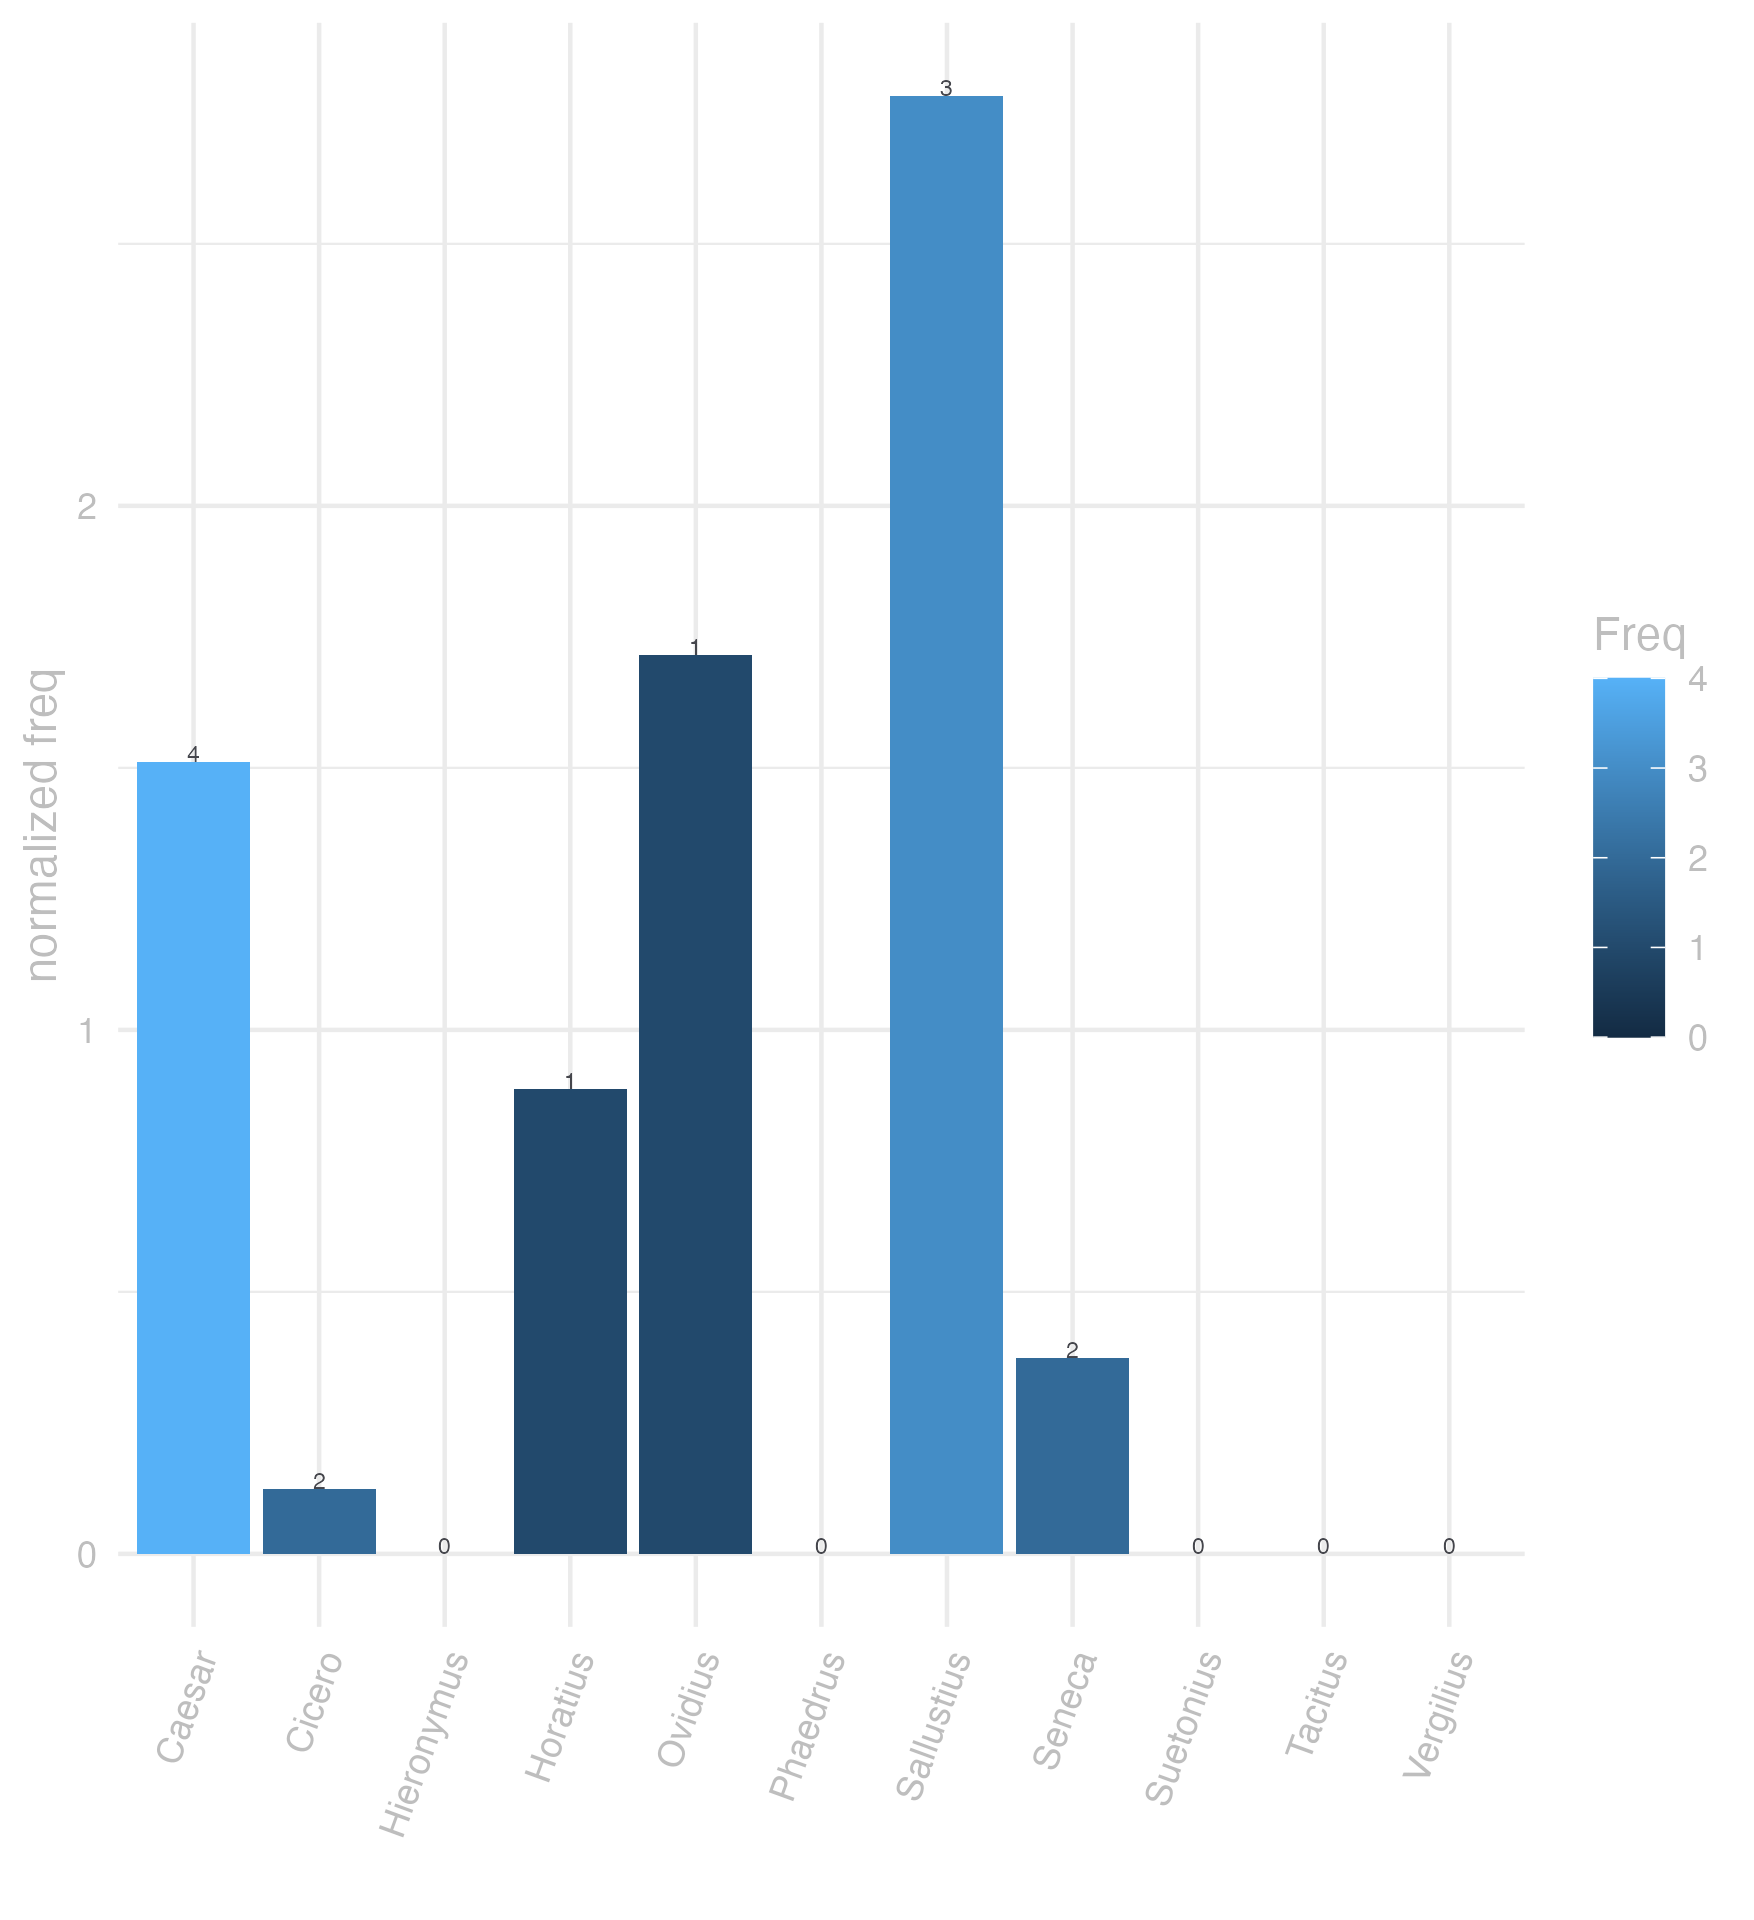 3
2
1
4
1
2
2
0
0
0
0
0
2
1
0
normalized freq
Caesar
Cicero
Hieronymus
Horatius
Ovidius
Phaedrus
Sallustius
Seneca
Suetonius
Tacitus
Vergilius
Freq
4
3
2
1
0